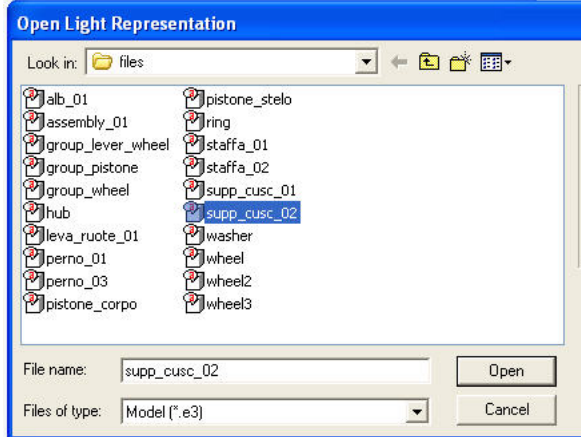 Open Light Representation
Look in: files
alb_01
assembly_01
group_lever_wheel
group_pistone
group_wheel
hub
leva_ruote_01
perno_01
perno_03
pistone_corpo
pistone_stelo
ring
staffa_01
staffa_02
supp_cusc_01
supp_cusc_02
washer
wheel
wheel2
wheel3
File name: supp_cusc_02 Open
Files of type: Model (*.e3) Cancel